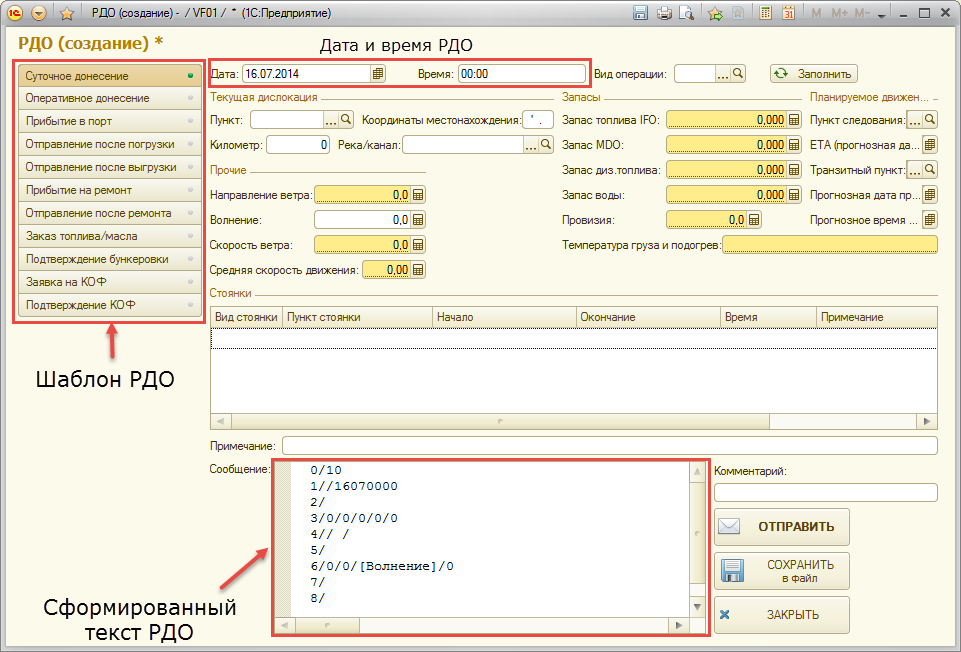 РДО (создание) - / VF01 / * (1С:Предприятие)
M M+ M-
РДО (создание) *
Дата и время РДО
Суточное донесение
Оперативное донесение
Прибытие в порт
Отправление после погрузки
Отправление после выгрузки
Прибытие на ремонт
Отправление после ремонта
Заказ топлива/масла
Подтверждение бункеровки
Заявка на КОФ
Подтверждение КОФ
Шаблон РДО
Дата: 16.07.2014 Время: 00:00 Вид операции: ... Заполнить
Текущая дислокация Запасы Планируемое движен...
Пункт: ... Координаты местонахождения: ' . Запас топлива IFO: 0,000 Пункт следования: ...
Километр: 0 Река/канал: ... Запас MDO: 0,000 ETA (прогнозная да...
Прочие Запас диз.топлива: 0,000 Транзитный пункт: ...
Направление ветра: 0,0 Запас воды: 0,000 Прогнозная дата пр...
Волнение: 0,0 Провизия: 0,0 Прогнозное время ...
Скорость ветра: 0,0 Температура груза и подогрев:
Средняя скорость движения: 0,00
Стоянки
Вид стоянки Пункт стоянки Начало Окончание Время Примечание
Примечание:
Сообщение:
0/10
1//16070000
2/
3/0/0/0/0/0
4// /
5/
6/0/0/[Волнение]/0
7/
8/
Сформированный
текст РДО
Комментарий:
ОТПРАВИТЬ
СОХРАНИТЬ
в файл
ЗАКРЫТЬ